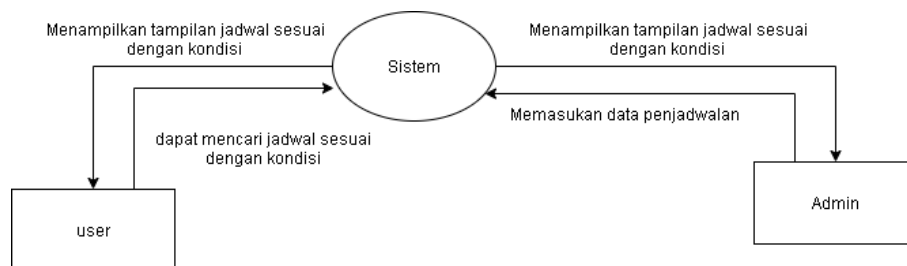 Menampilkan tampilan jadwal sesuai
dengan kondisi
Sistem
Menampilkan tampilan jadwal sesuai
dengan kondisi
Memasukan data penjadwalan
dapat mencari jadwal sesuai
dengan kondisi
user
Admin